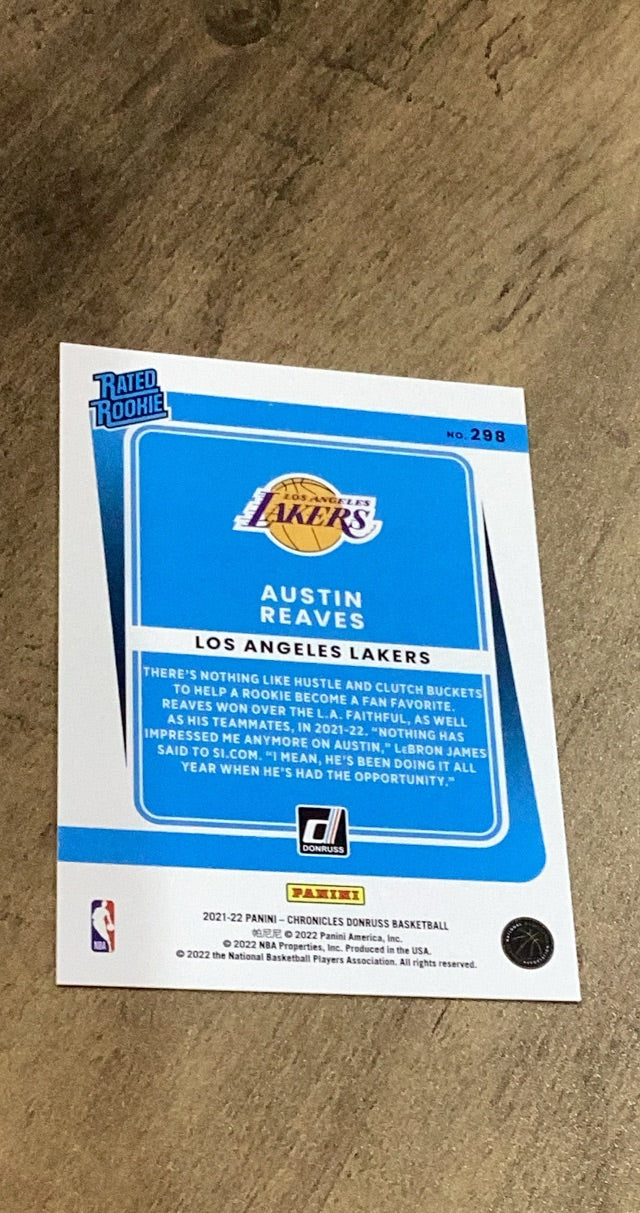 RATED
ROOKIE
NO. 298
LOS ANGELES
LAKERS
AUSTIN
REAVES
LOS ANGELES LAKERS
THERE'S NOTHING LIKE HUSTLE AND CLUTCH BUCKETS
TO HELP A ROOKIE BECOME A FAN FAVORITE.
REAVES WON OVER THE L.A. FAITHFUL, AS WELL
AS HIS TEAMMATES, IN 2021-22. "NOTHING HAS
IMPRESSED ME ANYMORE ON AUSTIN," LeBRON JAMES
SAID TO SI.COM. "I MEAN, HE'S BEEN DOING IT ALL
YEAR WHEN HE'S HAD THE OPPORTUNITY."
DONRUSS
PANINI
2021-22 PANINI – CHRONICLES DONRUSS BASKETBALL
帕尼尼 © 2022 Panini America, Inc.
© 2022 NBA Properties, Inc. Produced in the USA.
© 2022 the National Basketball Players Association. All rights reserved.
NBA